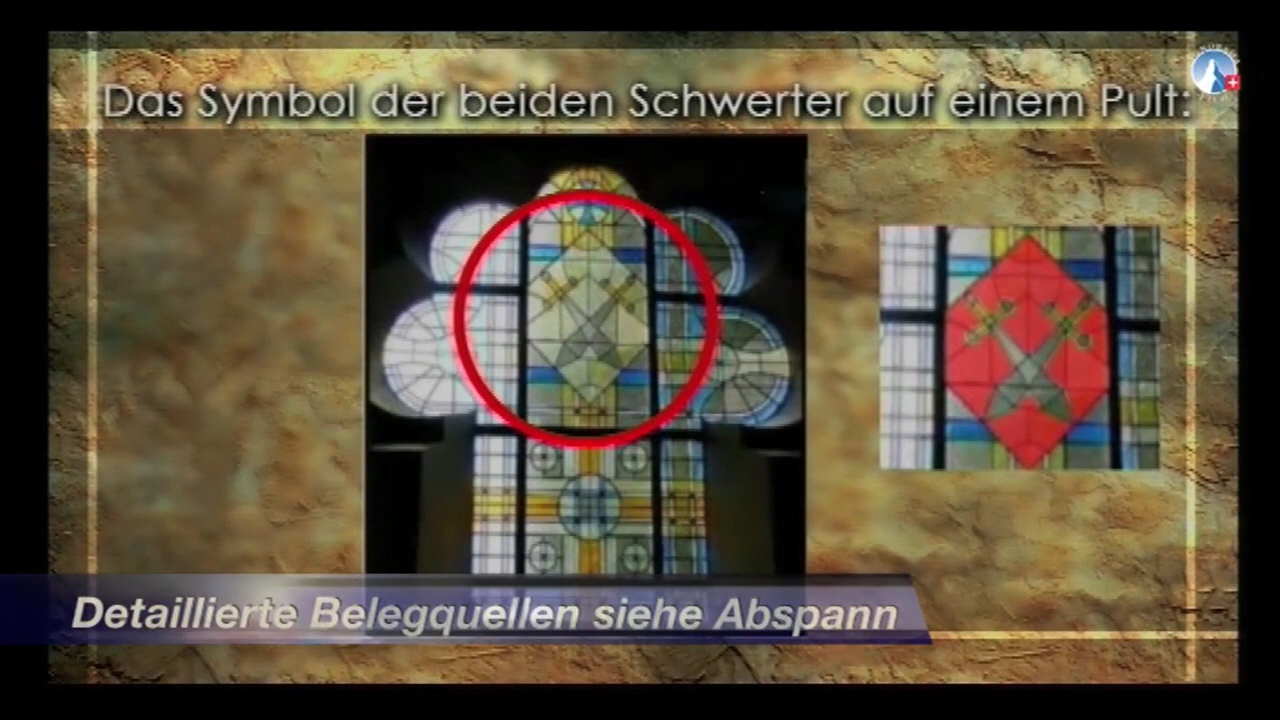 Das Symbol der beiden Schwerter auf einem Pult:
Detaillierte Belegquellen siehe Abspann